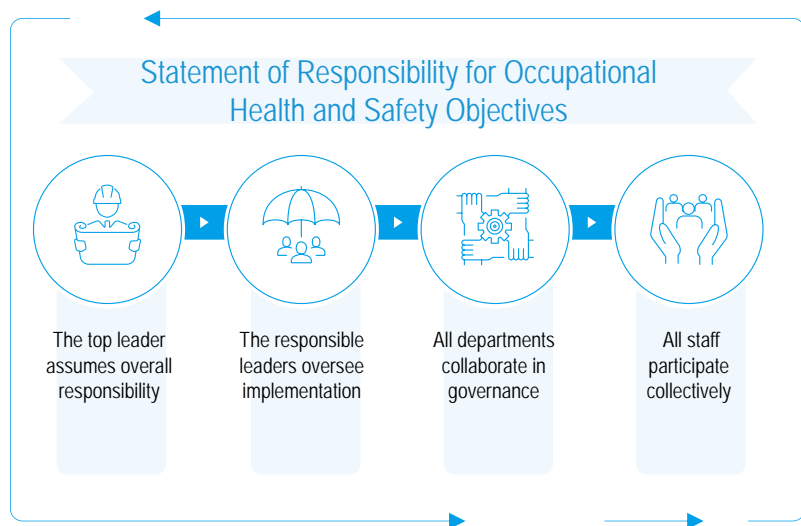 Statement of Responsibility for Occupational
Health and Safety Objectives
The top leader
assumes overall
responsibility
The responsible
leaders oversee
implementation
All departments
collaborate in
governance
All staff
participate
collectively